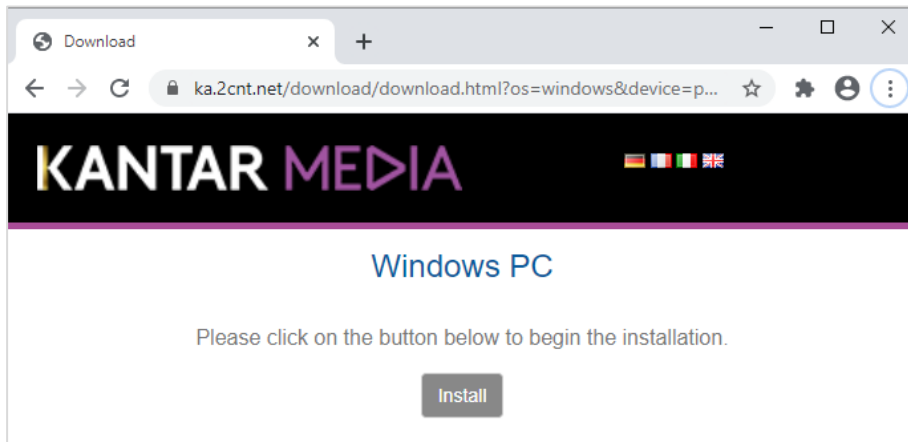 Download
ka.2cnt.net/download/download.html?os=windows&device=p...
KANTAR MEDIA
Windows PC
Please click on the button below to begin the installation.
Install